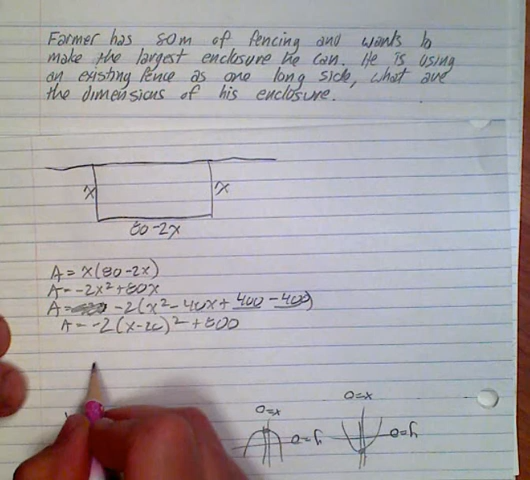 Farmer has 80m of fencing and wants to
make the largest enclosure he can. He is using
an existing fence as one long side, what are
the dimensions of his enclosure.
x
x
80-2x
A = x(80-2x)
A = -2x²+80x
A = -2(x²-40x+400-400)
A = -2(x-20)²+800
x=0
y=0
x=0
y=0